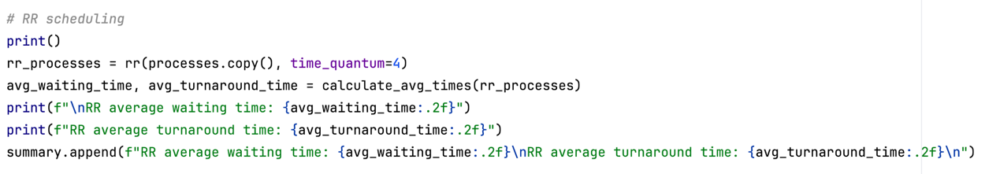 # RR scheduling
print()
rr_processes = rr(processes.copy(), time_quantum=4)
avg_waiting_time, avg_turnaround_time = calculate_avg_times(rr_processes)
print(f"\nRR average waiting time: {avg_waiting_time:.2f}")
print(f"RR average turnaround time: {avg_turnaround_time:.2f}")
summary.append(f"RR average waiting time: {avg_waiting_time:.2f}\nRR average turnaround time: {avg_turnaround_time:.2f}\n")